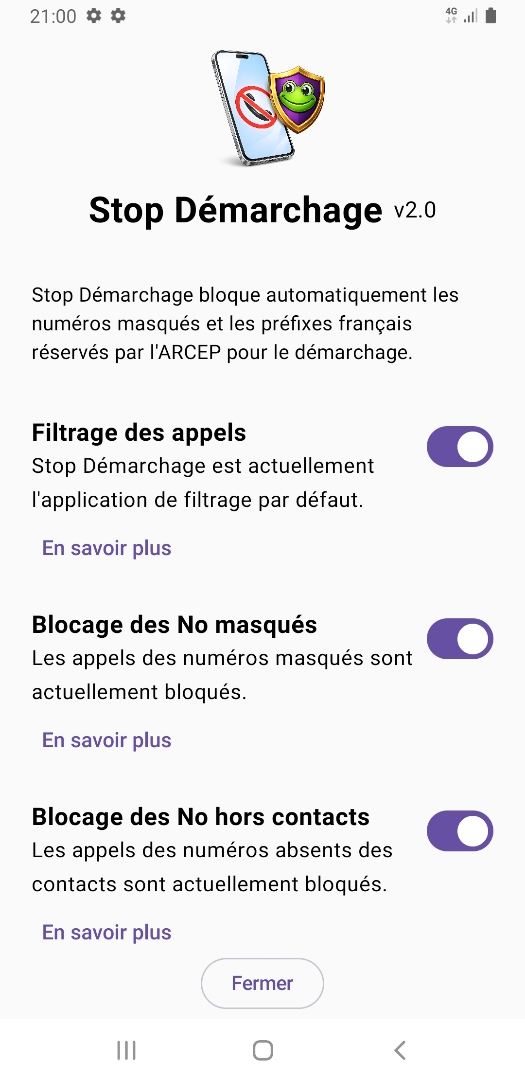 21:00
4G
Stop Démarchage v2.0
Stop Démarchage bloque automatiquement les
numéros masqués et les préfixes français
réservés par l'ARCEP pour le démarchage.
Filtrage des appels
Stop Démarchage est actuellement
l'application de filtrage par défaut.
En savoir plus
Blocage des No masqués
Les appels des numéros masqués sont
actuellement bloqués.
En savoir plus
Blocage des No hors contacts
Les appels des numéros absents des
contacts sont actuellement bloqués.
En savoir plus
Fermer